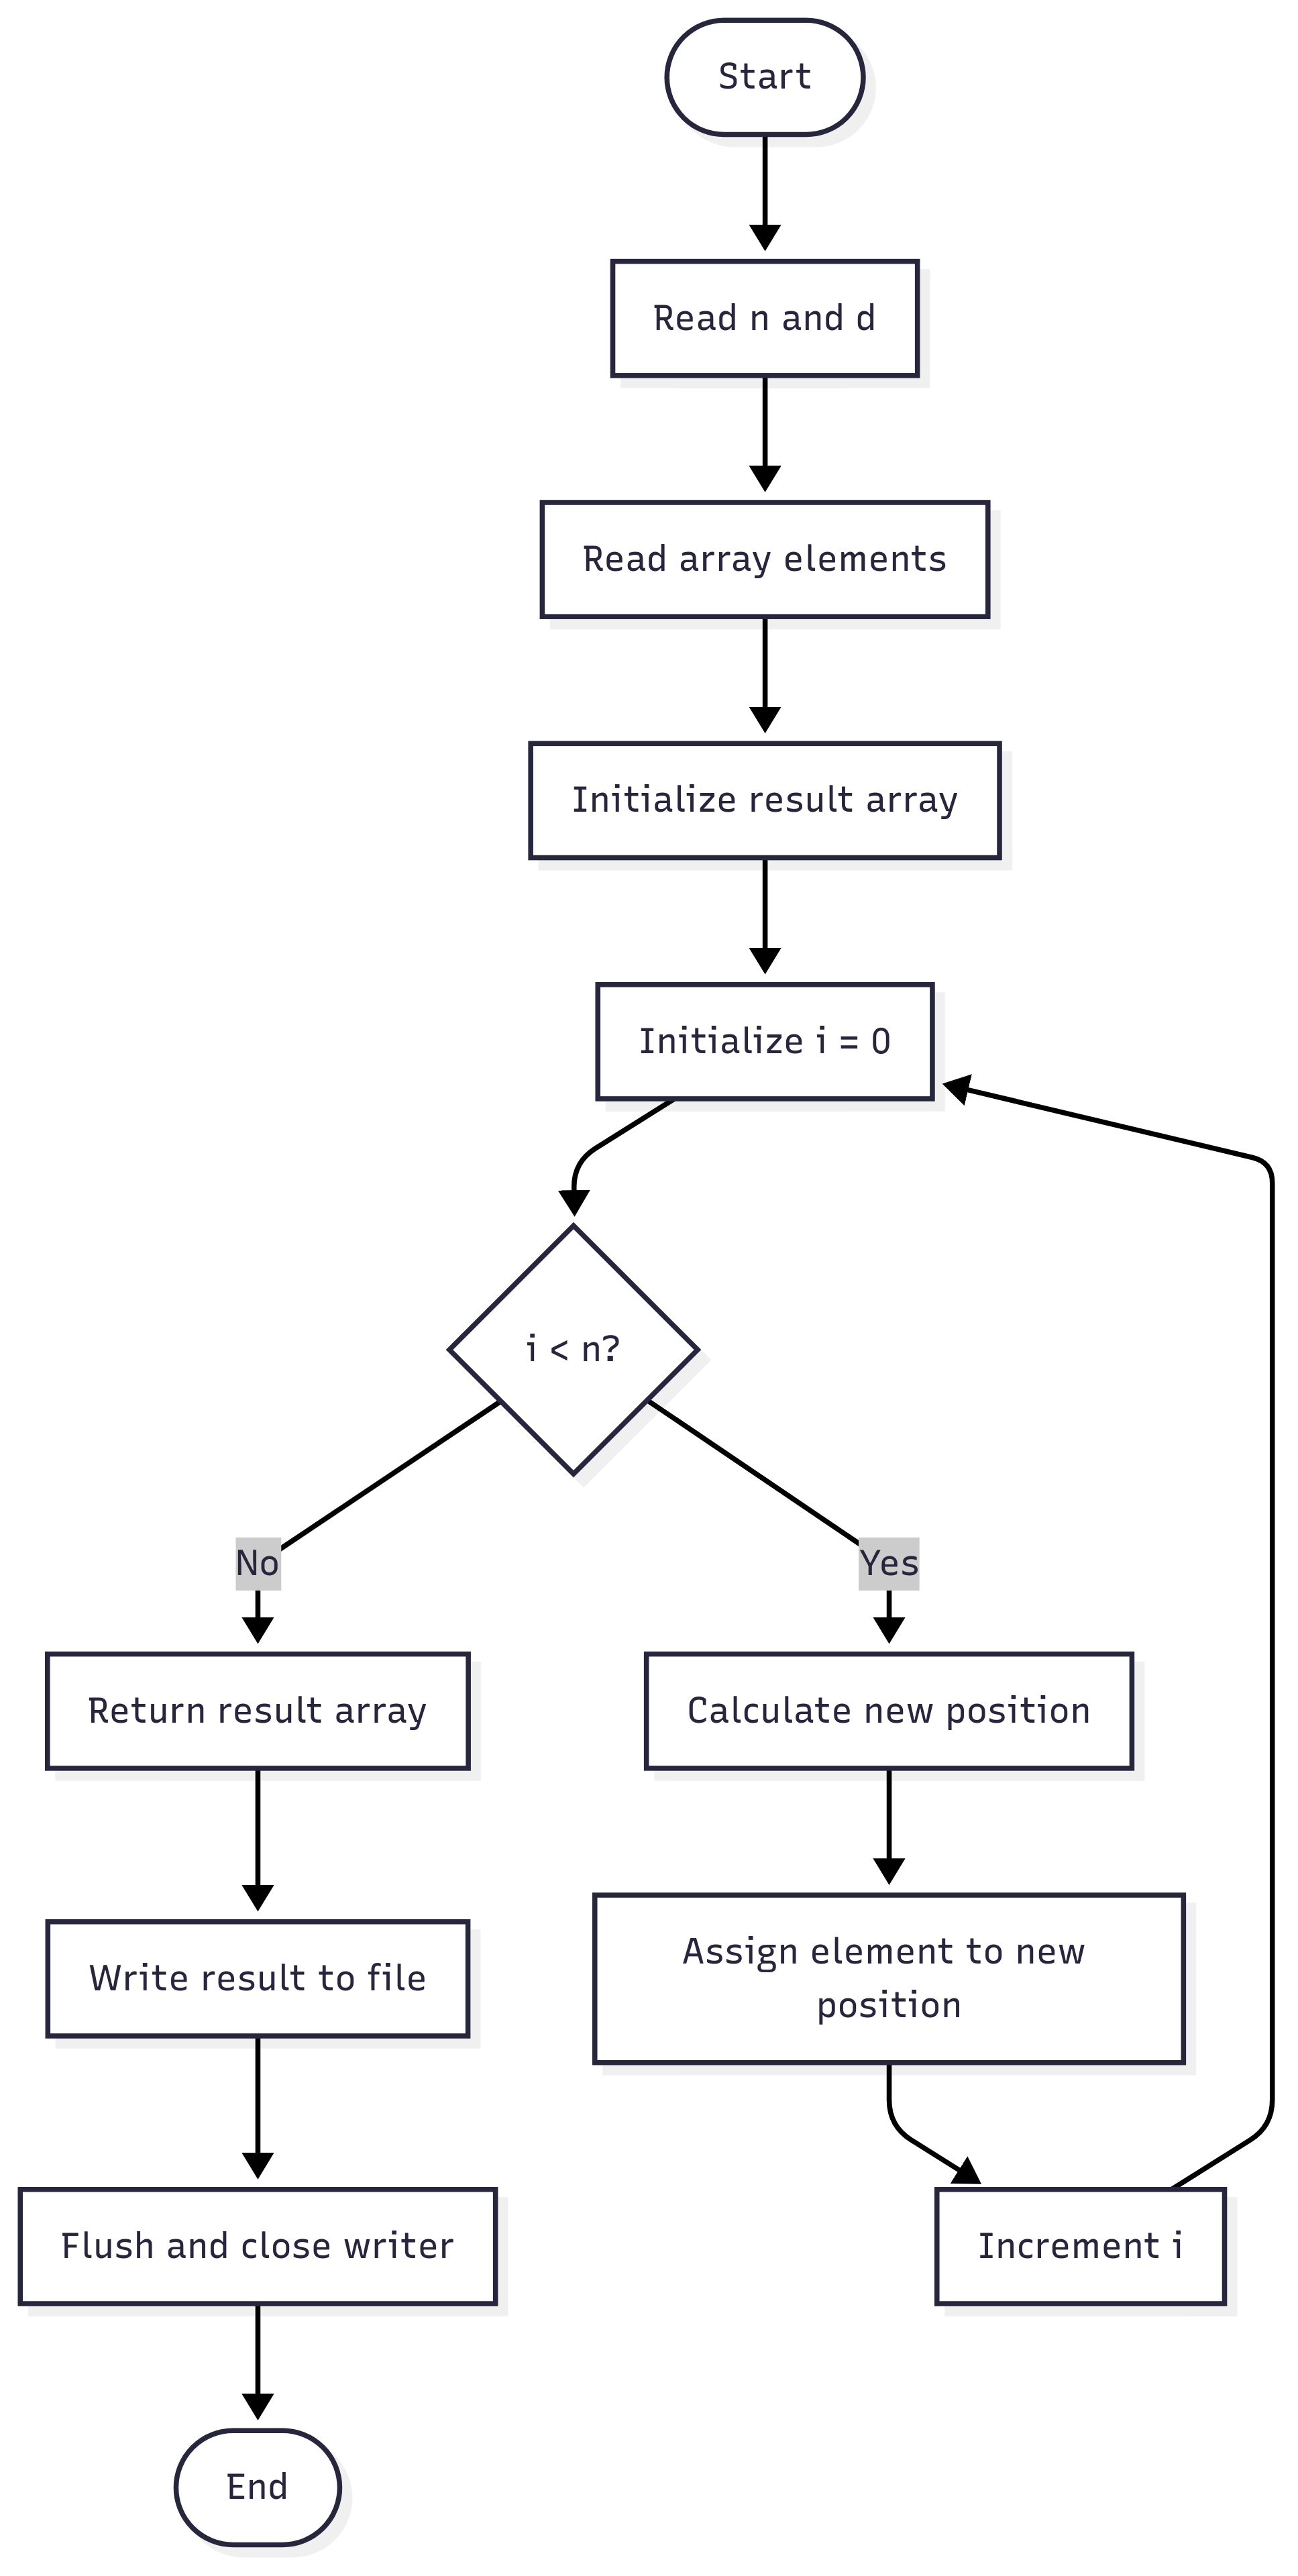 Start
Read n and d
Read array elements
Initialize result array
Initialize i = 0
i < n?
No
Yes
Return result array
Calculate new position
Write result to file
Assign element to new
position
Flush and close writer
Increment i
End